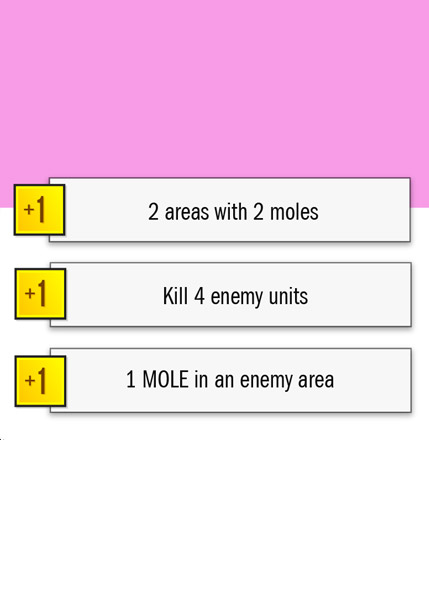 +1 2 areas with 2 moles
+1 Kill 4 enemy units
+1 1 MOLE in an enemy area